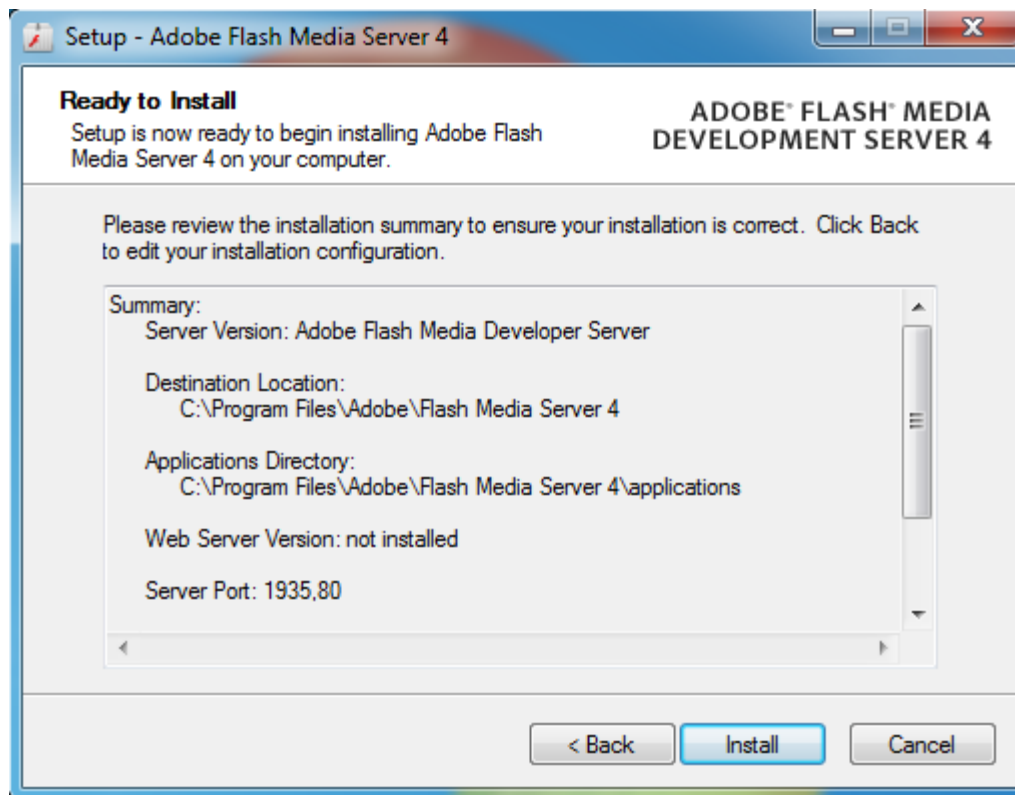 Setup - Adobe Flash Media Server 4
Ready to Install
Setup is now ready to begin installing Adobe Flash
Media Server 4 on your computer.
ADOBE® FLASH® MEDIA
DEVELOPMENT SERVER 4
Please review the installation summary to ensure your installation is correct.  Click Back
to edit your installation configuration.
Summary:
Server Version: Adobe Flash Media Developer Server
Destination Location:
C:\Program Files\Adobe\Flash Media Server 4
Applications Directory:
C:\Program Files\Adobe\Flash Media Server 4\applications
Web Server Version: not installed
Server Port: 1935,80
< Back
Install
Cancel